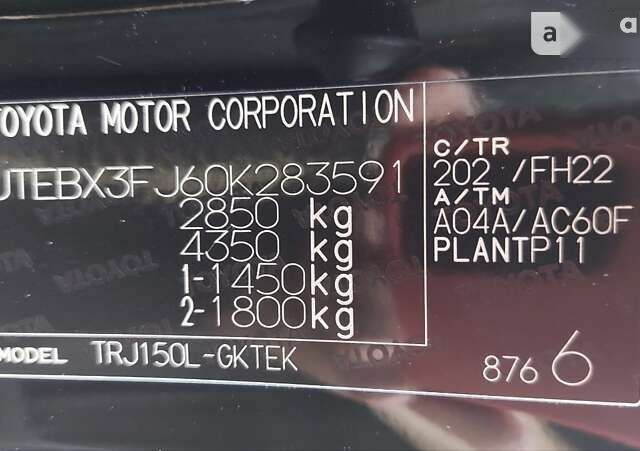 TOYOTA MOTOR CORPORATION
JTEBX3FJ60K283591
2850 kg
4350 kg
1-1450kg
2-1800kg
C/TR
202 /FH22
A/TM
A04A/AC60F
PLANTP11
MODEL TRJ150L-GKTEK
876 6
a
a